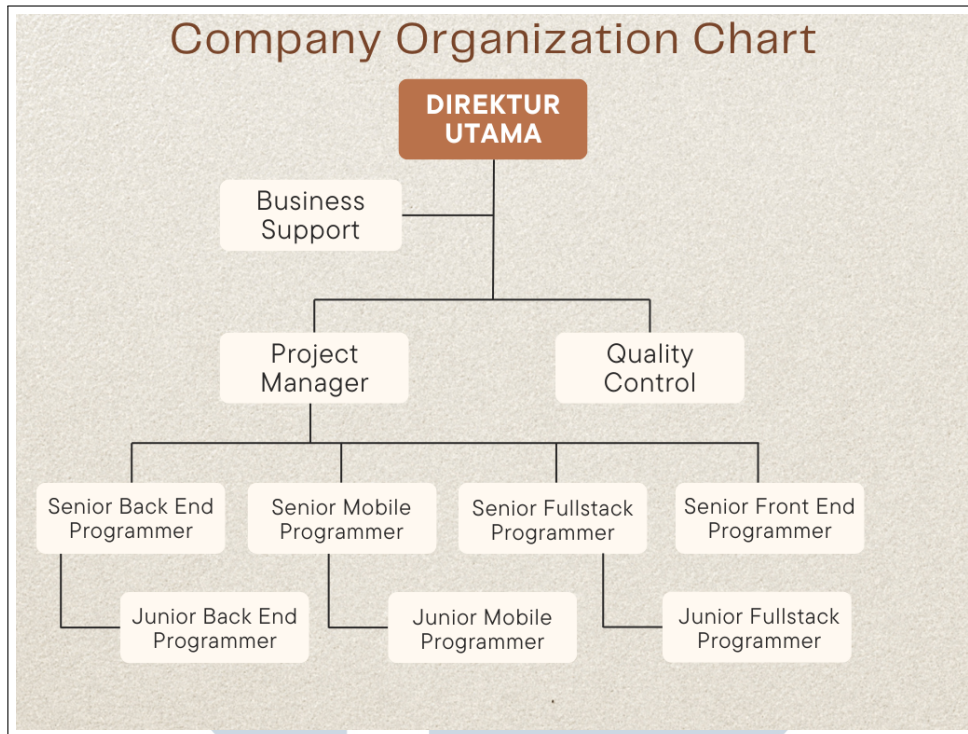 Company Organization Chart
DIREKTUR
UTAMA
Business
Support
Project
Manager
Quality
Control
Senior Back End
Programmer
Senior Mobile
Programmer
Senior Fullstack
Programmer
Senior Front End
Programmer
Junior Back End
Programmer
Junior Mobile
Programmer
Junior Fullstack
Programmer